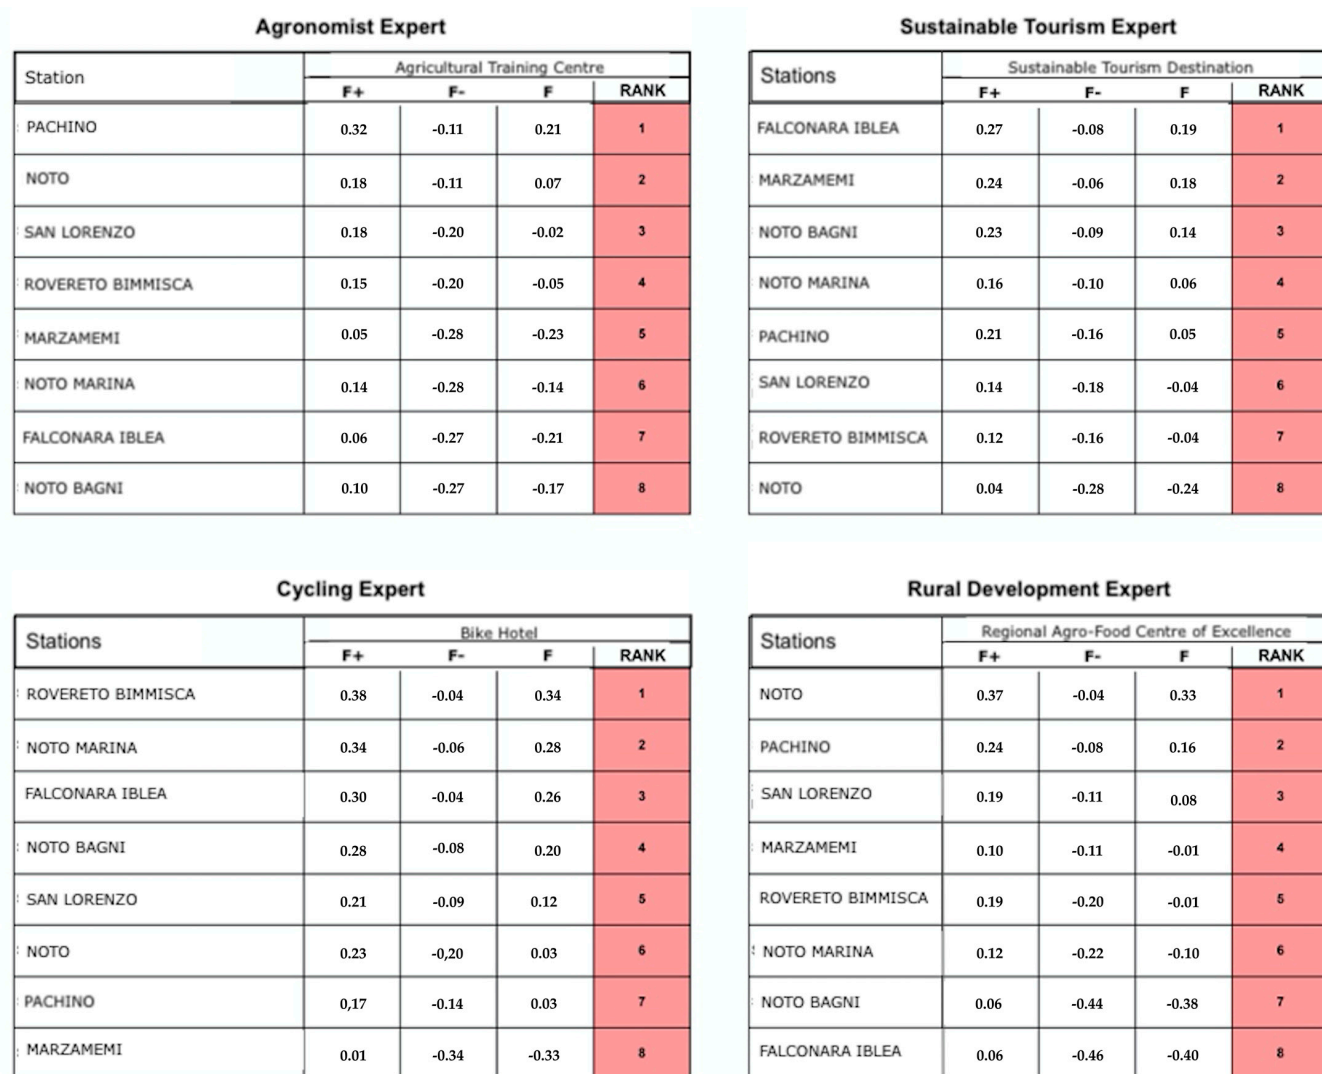 Agronomist Expert
Station Agricultural Training Centre
F+ F- F RANK
PACHINO 0.32 -0.11 0.21 1
NOTO 0.18 -0.11 0.07 2
SAN LORENZO 0.18 -0.20 -0.02 3
ROVERETO BIMMISCA 0.15 -0.20 -0.05 4
MARZAMEMI 0.05 -0.28 -0.23 5
NOTO MARINA 0.14 -0.28 -0.14 6
FALCONARA IBLEA 0.06 -0.27 -0.21 7
NOTO BAGNI 0.10 -0.27 -0.17 8
Sustainable Tourism Expert
Stations Sustainable Tourism Destination
F+ F- F RANK
FALCONARA IBLEA 0.27 -0.08 0.19 1
MARZAMEMI 0.24 -0.06 0.18 2
NOTO BAGNI 0.23 -0.09 0.14 3
NOTO MARINA 0.16 -0.10 0.06 4
PACHINO 0.21 -0.16 0.05 5
SAN LORENZO 0.14 -0.18 -0.04 6
ROVERETO BIMMISCA 0.12 -0.16 -0.04 7
NOTO 0.04 -0.28 -0.24 8
Cycling Expert
Stations Bike Hotel
F+ F- F RANK
ROVERETO BIMMISCA 0.38 -0.04 0.34 1
NOTO MARINA 0.34 -0.06 0.28 2
FALCONARA IBLEA 0.30 -0.04 0.26 3
NOTO BAGNI 0.28 -0.08 0.20 4
SAN LORENZO 0.21 -0.09 0.12 5
NOTO 0.23 -0,20 0.03 6
PACHINO 0,17 -0.14 0.03 7
MARZAMEMI 0.01 -0.34 -0.33 8
Rural Development Expert
Stations Regional Agro-Food Centre of Excellence
F+ F- F RANK
NOTO 0.37 -0.04 0.33 1
PACHINO 0.24 -0.08 0.16 2
SAN LORENZO 0.19 -0.11 0.08 3
MARZAMEMI 0.10 -0.11 -0.01 4
ROVERETO BIMMISCA 0.19 -0.20 -0.01 5
NOTO MARINA 0.12 -0.22 -0.10 6
NOTO BAGNI 0.06 -0.44 -0.38 7
FALCONARA IBLEA 0.06 -0.46 -0.40 8